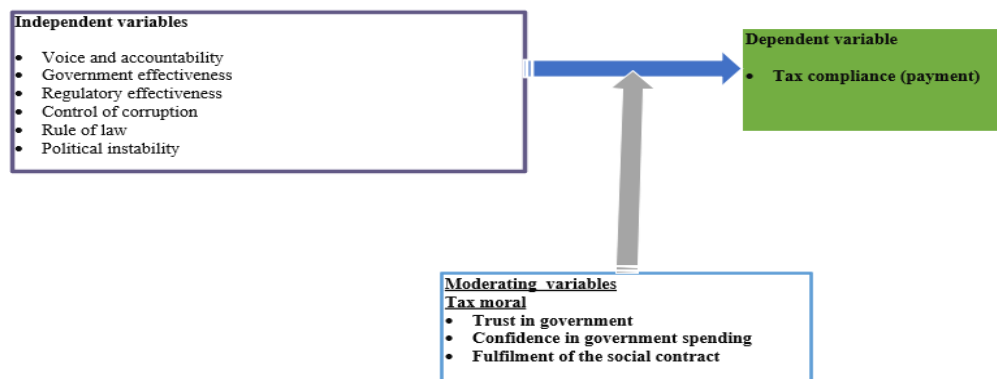 Independent variables
• Voice and accountability
• Government effectiveness
• Regulatory effectiveness
• Control of corruption
• Rule of law
• Political instability
Dependent variable
• Tax compliance (payment)
Moderating variables
Tax moral
• Trust in government
• Confidence in government spending
• Fulfilment of the social contract